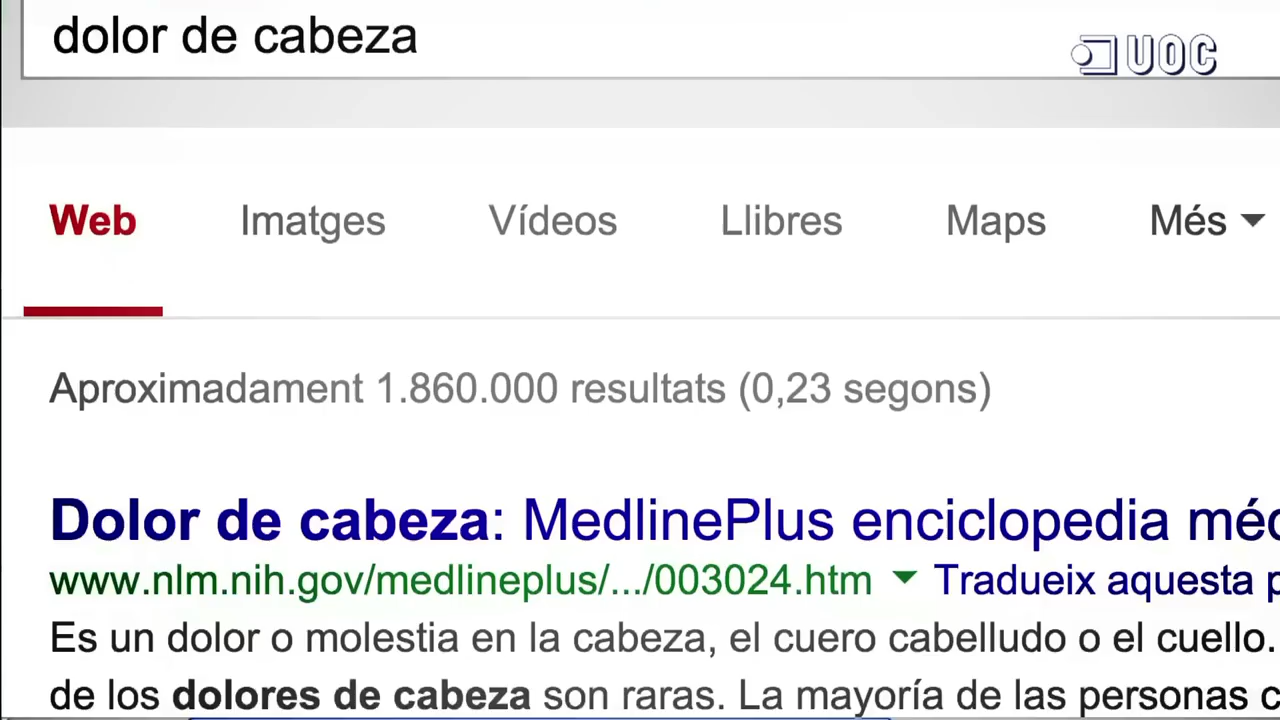 dolor de cabeza
UOC
Web Imatges Vídeos Llibres Maps Més
Aproximadament 1.860.000 resultats (0,23 segons)
Dolor de cabeza: MedlinePlus enciclopedia
www.nlm.nih.gov/medlineplus/.../003024.htm Tradueix aquesta
Es un dolor o molestia en la cabeza, el cuero cabelludo o el cuello.
de los dolores de cabeza son raras. La mayoría de las personas